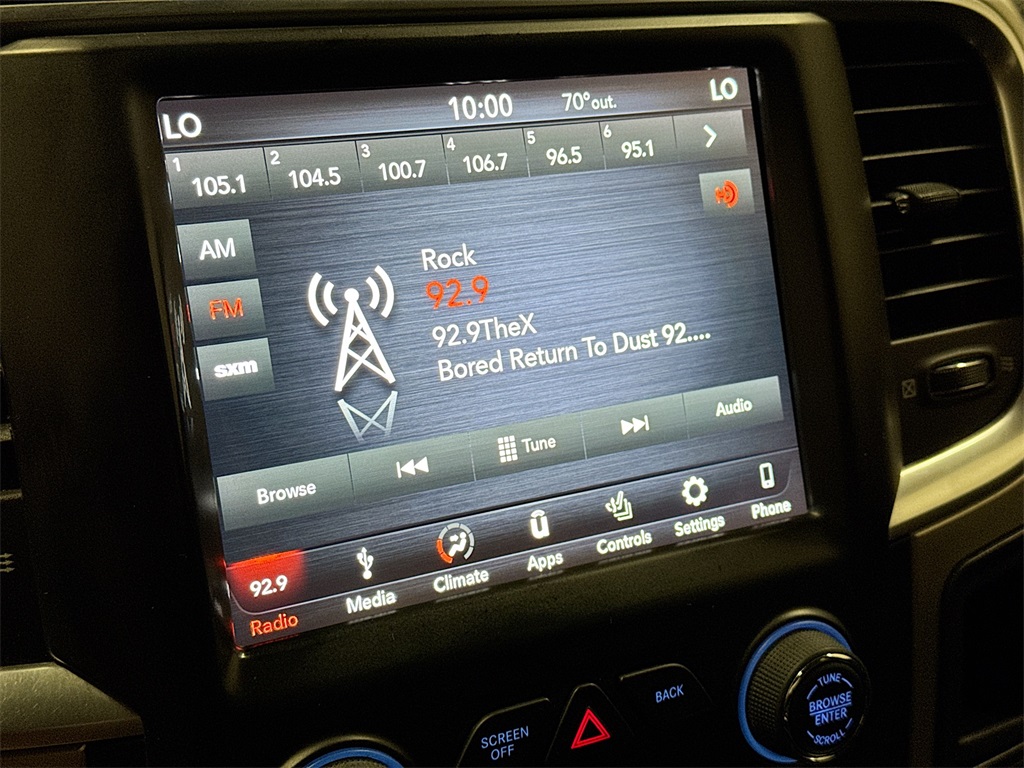 LO 10:00 70°out. LO
1 105.1 2 104.5 3 100.7 4 106.7 5 96.5 6 95.1
AM
FM
sxm
Rock
92.9
92.9TheX
Bored Return To Dust 92....
Browse Tune Audio
92.9
Radio Media Climate Apps Controls Settings Phone
SCREEN
OFF
BACK
TUNE
BROWSE
ENTER
SCROLL